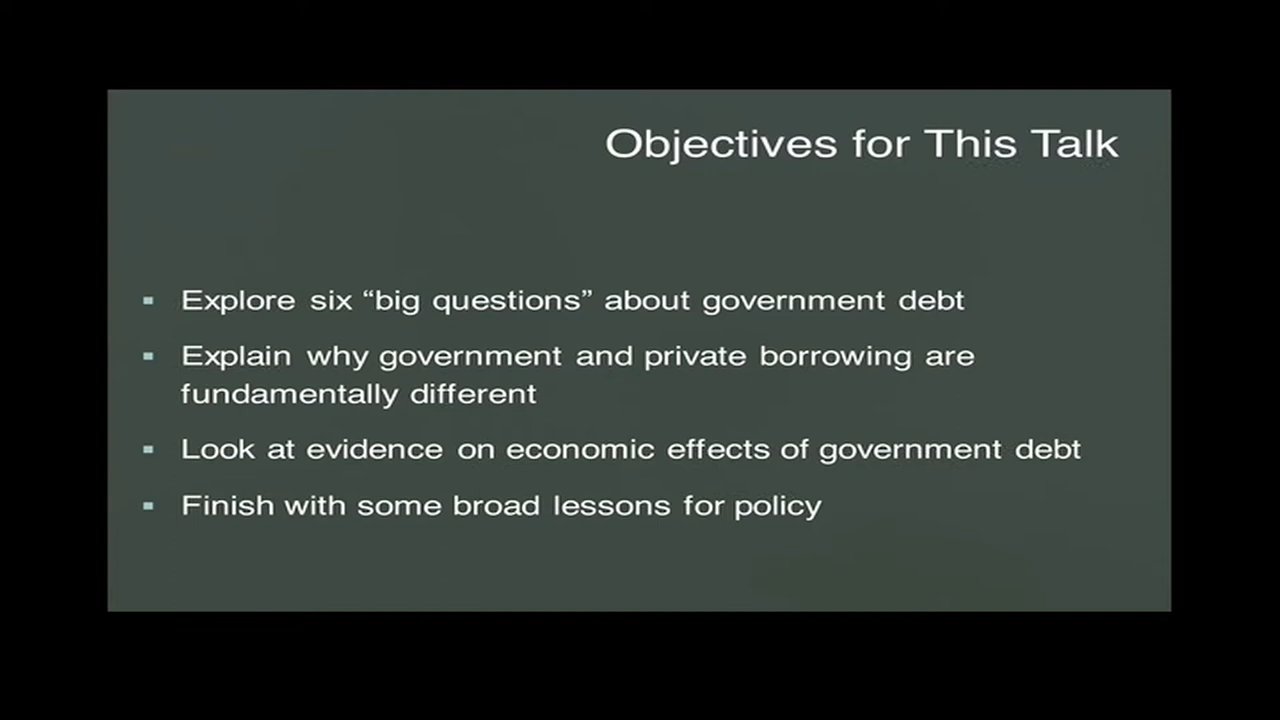 Objectives for This Talk
▪ Explore six “big questions” about government debt
▪ Explain why government and private borrowing are
fundamentally different
▪ Look at evidence on economic effects of government debt
▪ Finish with some broad lessons for policy